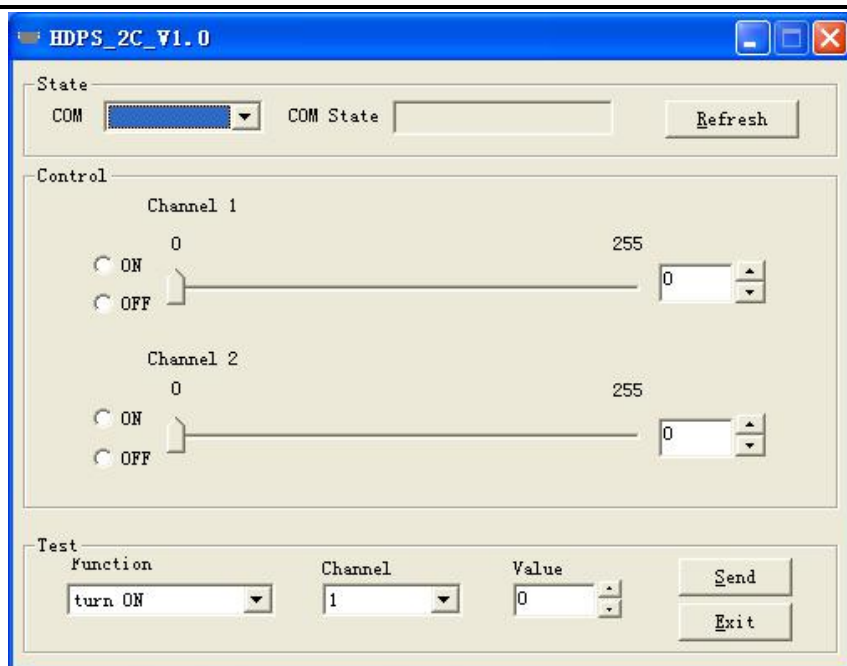 HDPS_2C_V1.0
State
COM
COM State
Refresh
Control
Channel 1
0
255
ON
0
OFF
Channel 2
0
255
ON
0
OFF
Test
Function
Channel
Value
Send
turn ON
1
0
Exit